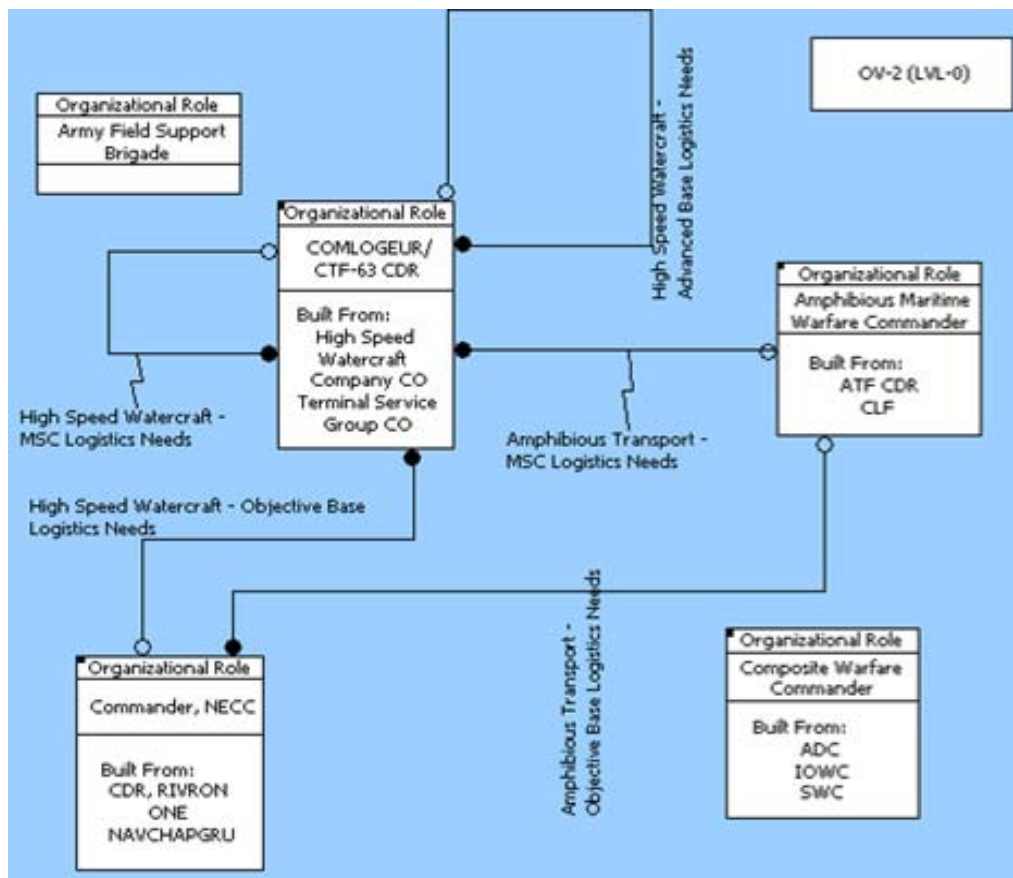 OV-2 (LVL-0)
Organizational Role
Army Field Support
Brigade
High Speed Watercraft -
Advanced Base Logistics Needs
Organizational Role
COMLOGEUR/
CTF-63 CDR
Built From:
High Speed
Watercraft
Company CO
Terminal Service
Group CO
Organizational Role
Amphibious Maritime
Warfare Commander
Built From:
ATF CDR
CLF
High Speed Watercraft -
MSC Logistics Needs
Amphibious Transport -
MSC Logistics Needs
High Speed Watercraft - Objective Base
Logistics Needs
Amphibious Transport -
Objective Base Logistics Needs
Organizational Role
Commander, NECC
Built From:
CDR, RIVRON
ONE
NAVCHAPGRU
Organizational Role
Composite Warfare
Commander
Built From:
ADC
IOWC
SWC